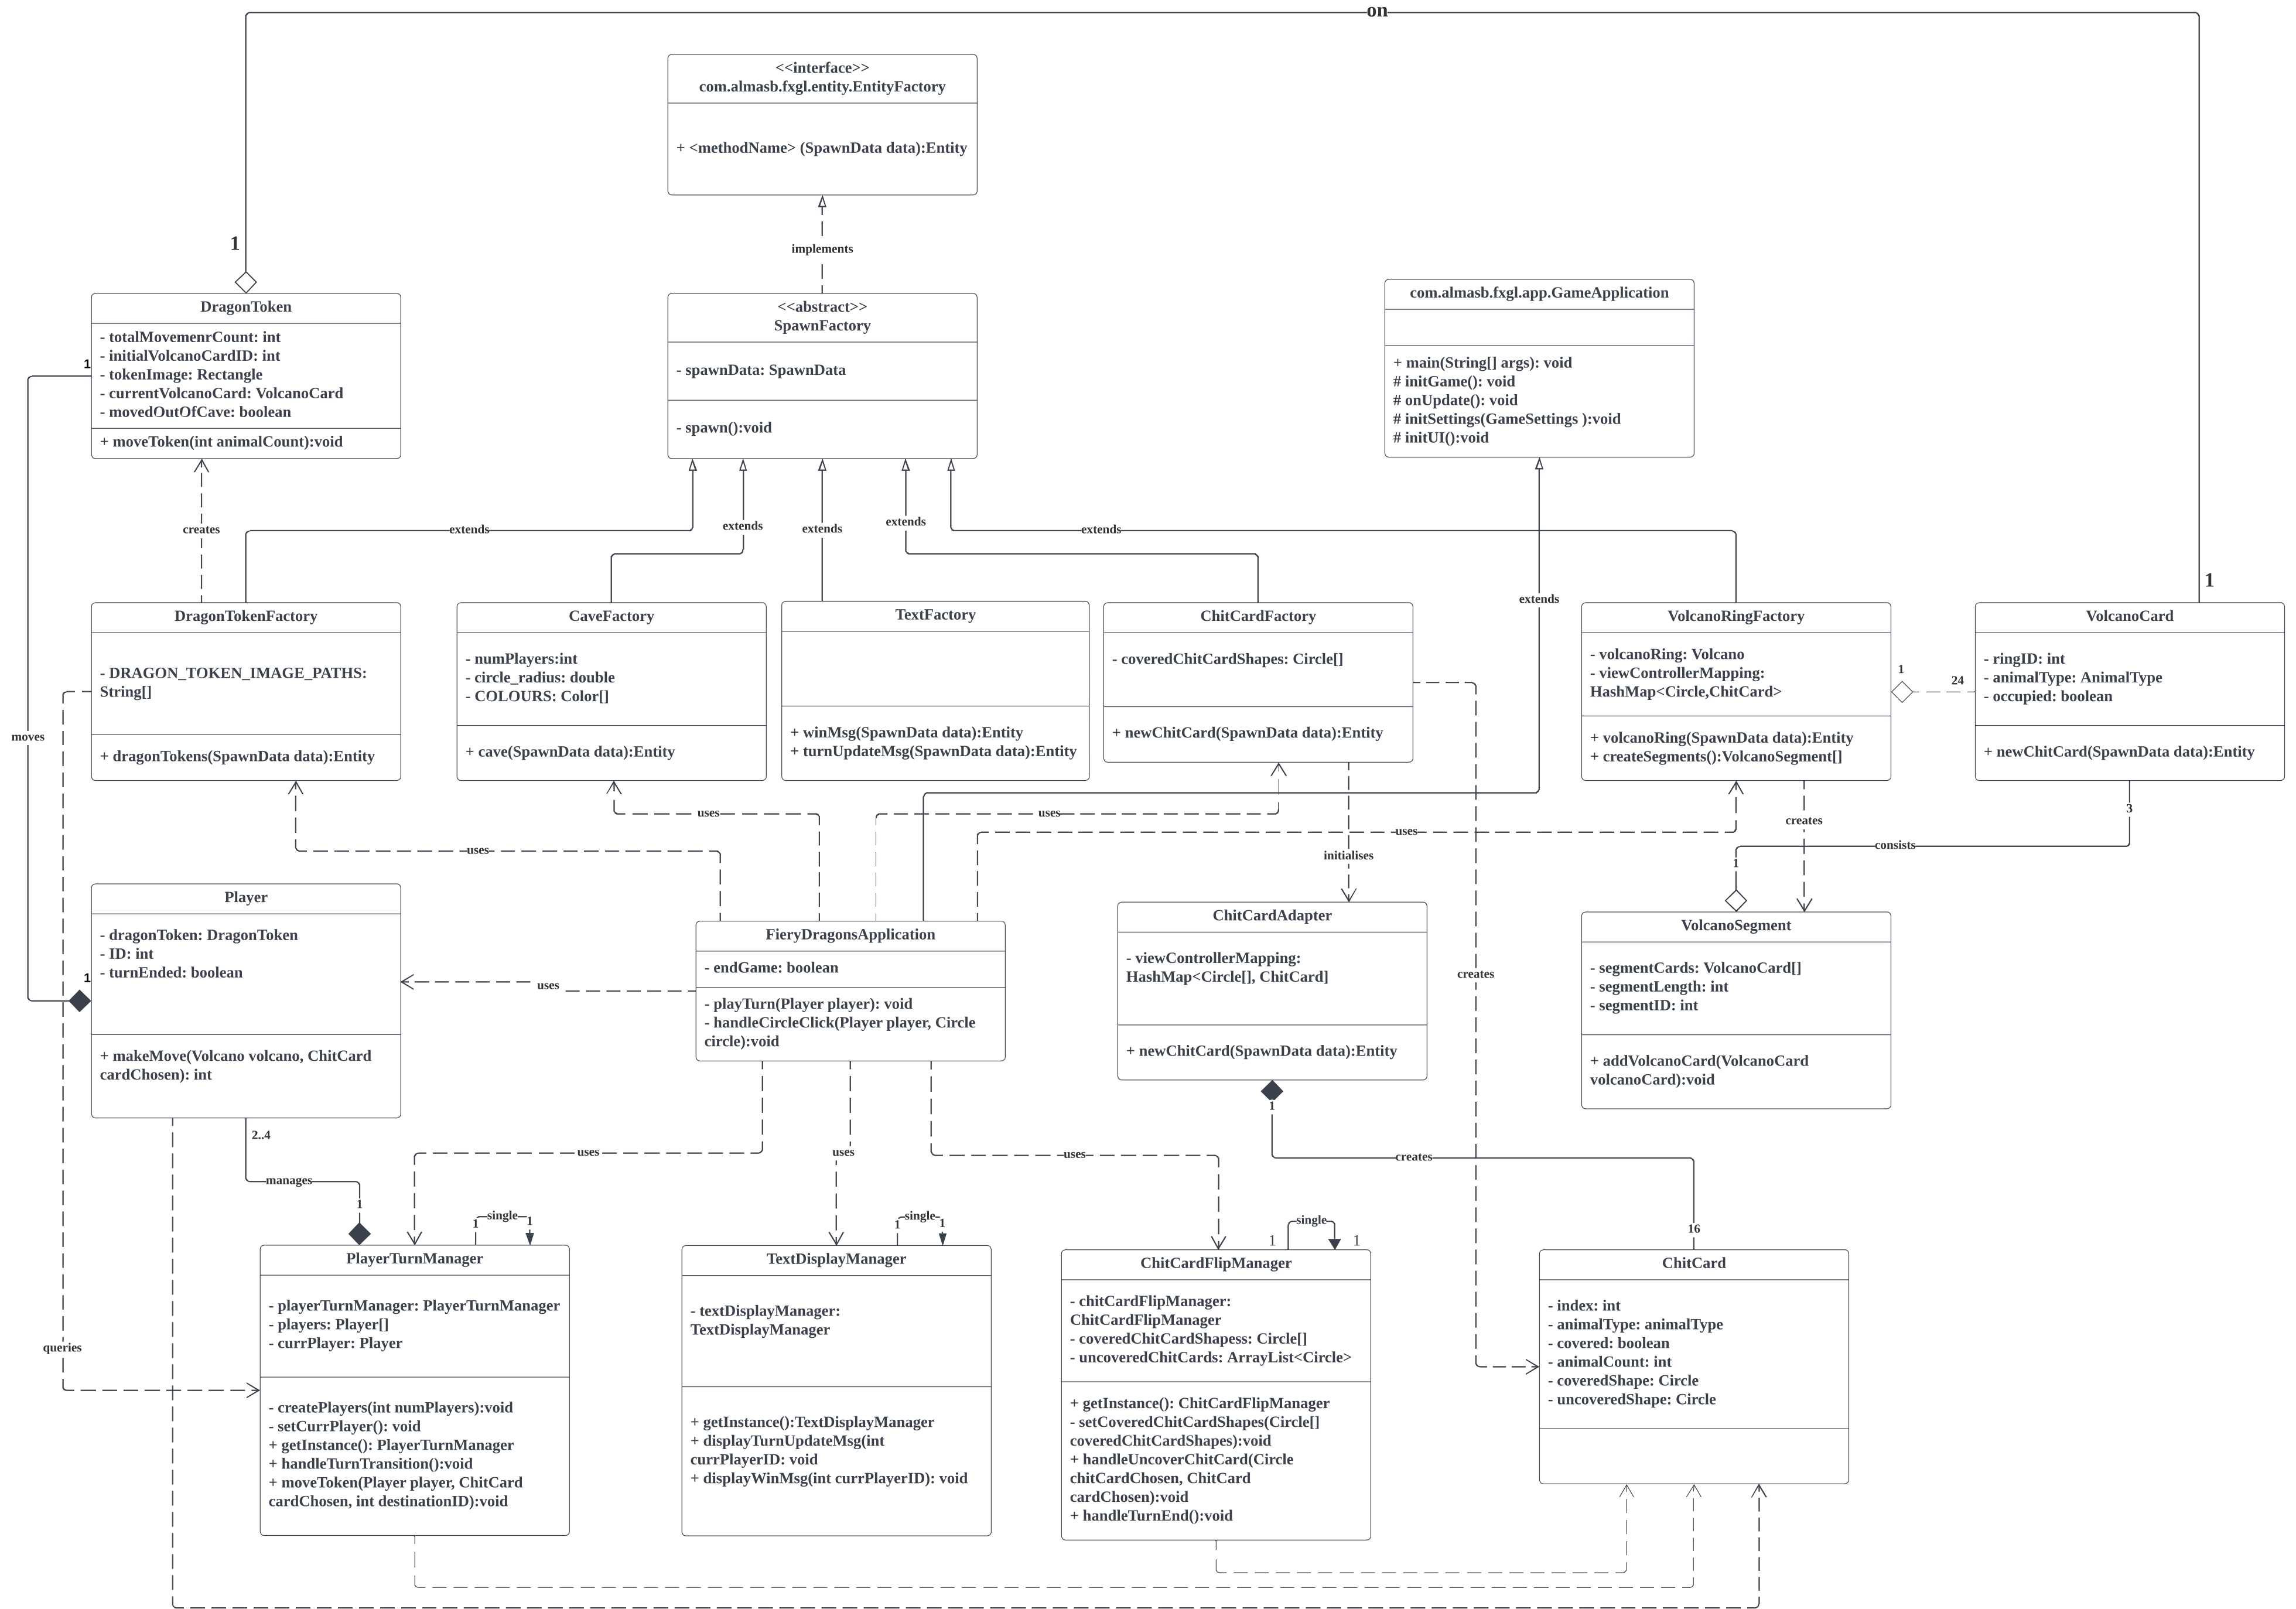 on
<<interface>>
com.almasb.fxgl.entity.EntityFactory
+ <methodName> (SpawnData data):Entity
implements
1
DragonToken
- totalMovemenrCount: int
- initialVolcanoCardID: int
- tokenImage: Rectangle
- currentVolcanoCard: VolcanoCard
- movedOutOfCave: boolean
+ moveToken(int animalCount):void
1
<<abstract>>
SpawnFactory
- spawnData: SpawnData
- spawn():void
com.almasb.fxgl.app.GameApplication
+ main(String[] args): void
# initGame(): void
# onUpdate(): void
# initSettings(GameSettings ):void
# initUI():void
creates
extends
extends
extends
extends
extends
extends
1
DragonTokenFactory
- DRAGON_TOKEN_IMAGE_PATHS:
String[]
+ dragonTokens(SpawnData data):Entity
CaveFactory
- numPlayers:int
- circle_radius: double
- COLOURS: Color[]
+ cave(SpawnData data):Entity
TextFactory
+ winMsg(SpawnData data):Entity
+ turnUpdateMsg(SpawnData data):Entity
ChitCardFactory
- coveredChitCardShapes: Circle[]
+ newChitCard(SpawnData data):Entity
VolcanoRingFactory
- volcanoRing: Volcano
- viewControllerMapping:
HashMap<Circle,ChitCard>
+ volcanoRing(SpawnData data):Entity
+ createSegments():VolcanoSegment[]
1
24
VolcanoCard
- ringID: int
- animalType: AnimalType
- occupied: boolean
+ newChitCard(SpawnData data):Entity
moves
uses
uses
uses
uses
initialises
creates
3
consists
1
Player
- dragonToken: DragonToken
- ID: int
- turnEnded: boolean
+ makeMove(Volcano volcano, ChitCard
cardChosen): int
1
uses
FieryDragonsApplication
- endGame: boolean
- playTurn(Player player): void
- handleCircleClick(Player player, Circle
circle):void
ChitCardAdapter
- viewControllerMapping:
HashMap<Circle[], ChitCard]
+ newChitCard(SpawnData data):Entity
creates
VolcanoSegment
- segmentCards: VolcanoCard[]
- segmentLength: int
- segmentID: int
+ addVolcanoCard(VolcanoCard
volcanoCard):void
2..4
manages
1
uses
uses
uses
1
creates
16
1
single
1
1
single
1
1
single
1
queries
PlayerTurnManager
- playerTurnManager: PlayerTurnManager
- players: Player[]
- currPlayer: Player
- createPlayers(int numPlayers):void
- setCurrPlayer(): void
+ getInstance(): PlayerTurnManager
+ handleTurnTransition():void
+ moveToken(Player player, ChitCard
cardChosen, int destinationID):void
TextDisplayManager
- textDisplayManager:
TextDisplayManager
+ getInstance():TextDisplayManager
+ displayTurnUpdateMsg(int
currPlayerID: void
+ displayWinMsg(int currPlayerID): void
ChitCardFlipManager
- chitCardFlipManager:
ChitCardFlipManager
- coveredChitCardShapess: Circle[]
- uncoveredChitCards: ArrayList<Circle>
+ getInstance(): ChitCardFlipManager
- setCoveredChitCardShapes(Circle[]
coveredChitCardShapes):void
+ handleUncoverChitCard(Circle
chitCardChosen, ChitCard
cardChosen):void
+ handleTurnEnd():void
ChitCard
- index: int
- animalType: animalType
- covered: boolean
- animalCount: int
- coveredShape: Circle
- uncoveredShape: Circle